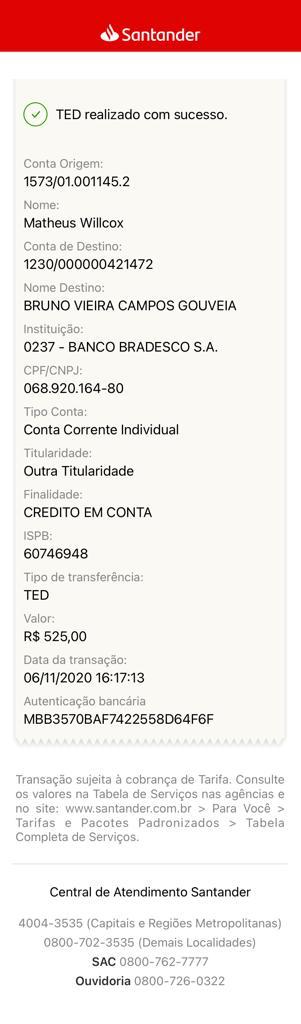 Santander
TED realizado com sucesso.
Conta Origem:
1573/01.001145.2
Nome:
Matheus Willcox
Conta de Destino:
1230/000000421472
Nome Destino:
BRUNO VIEIRA CAMPOS GOUVEIA
Instituição:
0237 - BANCO BRADESCO S.A.
CPF/CNPJ:
068.920.164-80
Tipo Conta:
Conta Corrente Individual
Titularidade:
Outra Titularidade
Finalidade:
CREDITO EM CONTA
ISPB:
60746948
Tipo de transferência:
TED
Valor:
R$ 525,00
Data da transação:
06/11/2020 16:17:13
Autenticação bancária
MBB3570BAF7422558D64F6F
Transação sujeita à cobrança de Tarifa. Consulte
os valores na Tabela de Serviços nas agências e
no site: www.santander.com.br > Para Você >
Tarifas e Pacotes Padronizados > Tabela
Completa de Serviços.
Central de Atendimento Santander
4004-3535 (Capitais e Regiões Metropolitanas)
0800-702-3535 (Demais Localidades)
SAC 0800-762-7777
Ouvidoria 0800-726-0322